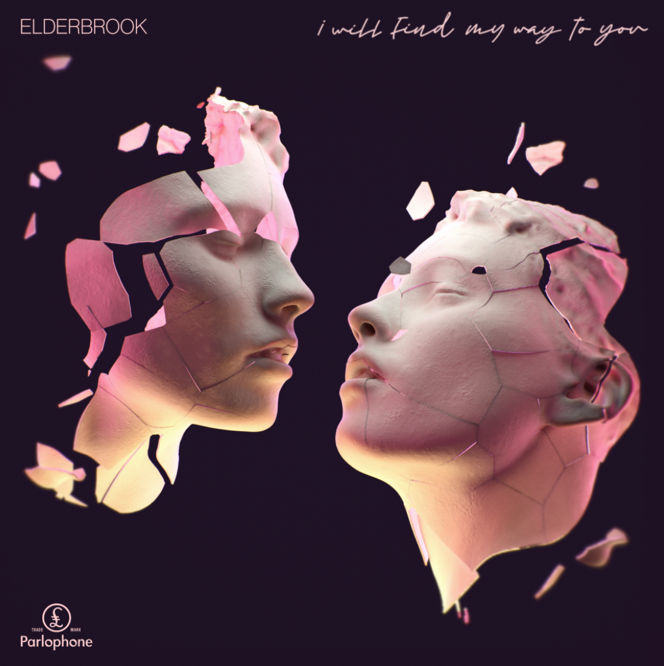 ELDERBROOK
i will find my way to you
£
TRADE MARK
Parlophone